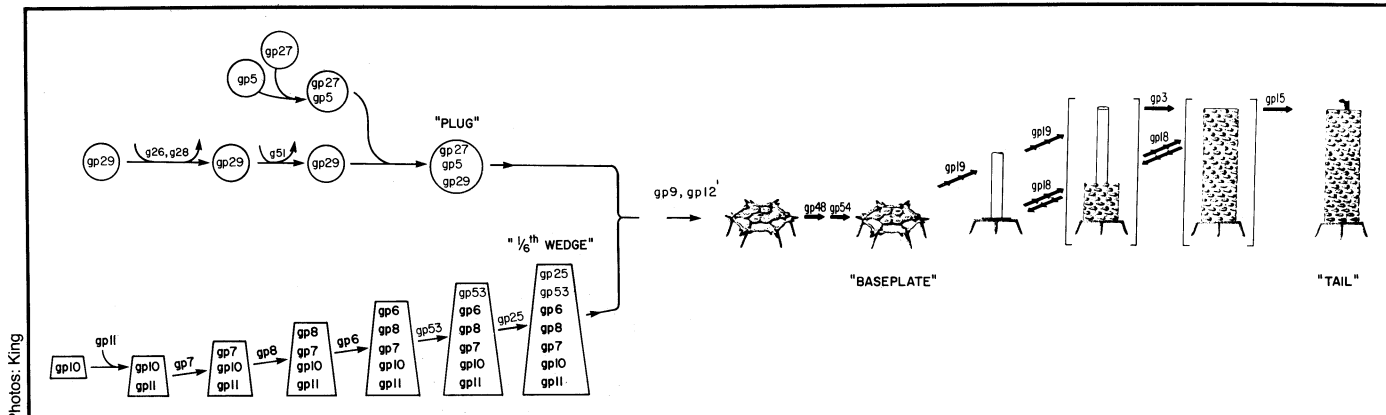 gp27
gp5
gp27
gp5
"PLUG"
gp29
g26, g28
gp29
g51
gp29
gp27
gp5
gp29
gp9, gp12'
gp48
gp54
"BASEPLATE"
gp19
gp19
gp18
gp3
gp18
gp15
"TAIL"
"1/6th WEDGE"
gp10
gp11
gp10
gp11
gp7
gp7
gp10
gp11
gp8
gp8
gp7
gp10
gp11
gp6
gp6
gp8
gp7
gp10
gp11
gp53
gp53
gp6
gp8
gp7
gp10
gp11
gp25
gp25
gp53
gp6
gp8
gp7
gp10
gp11
Photos: King